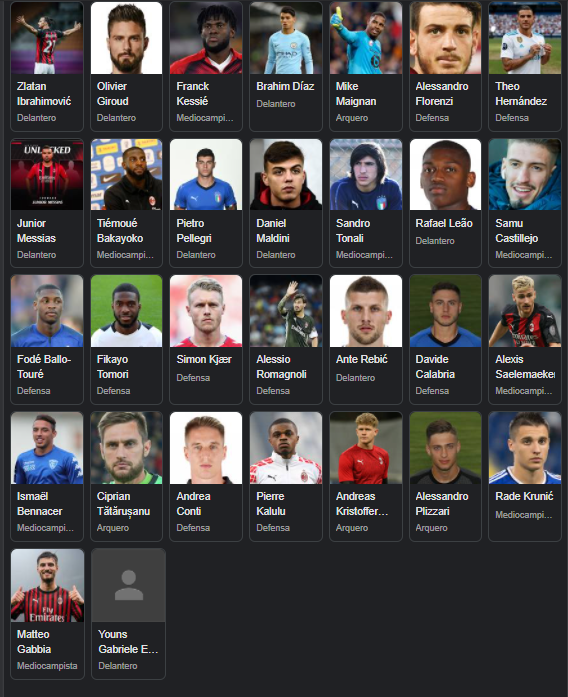 Zlatan
Ibrahimović
Delantero
Olivier
Giroud
Delantero
Franck
Kessié
Mediocampi...
Brahim Díaz
Delantero
Mike
Maignan
Arquero
Alessandro
Florenzi
Defensa
Theo
Hernández
Defensa
UNLOCKED
JUNIOR MESSIAS
Junior
Messias
Delantero
Tiémoué
Bakayoko
Mediocampi...
Pietro
Pellegri
Delantero
Daniel
Maldini
Delantero
Sandro
Tonali
Mediocampi...
Rafael Leão
Delantero
Samu
Castillejo
Mediocampi...
Fodé Ballo-
Touré
Defensa
Fikayo
Tomori
Defensa
Simon Kjær
Defensa
Alessio
Romagnoli
Defensa
Ante Rebić
Delantero
Davide
Calabria
Defensa
Alexis
Saelemaeker
Mediocampi...
Ismaël
Bennacer
Mediocampi...
Ciprian
Tătărușanu
Arquero
Andrea
Conti
Defensa
Pierre
Kalulu
Defensa
Andreas
Kristoffer...
Arquero
Alessandro
Plizzari
Arquero
Rade Krunić
Mediocampi...
Fly
Emirates
Matteo
Gabbia
Mediocampista
Youns
Gabriele E...
Delantero